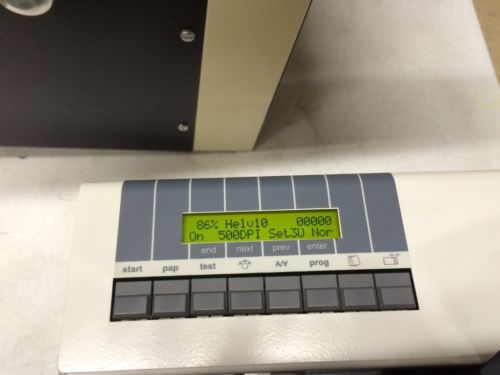 86% Helv10 00000
On 500DPI Set3U Nor
end next prev enter
start pap test A/∀ prog